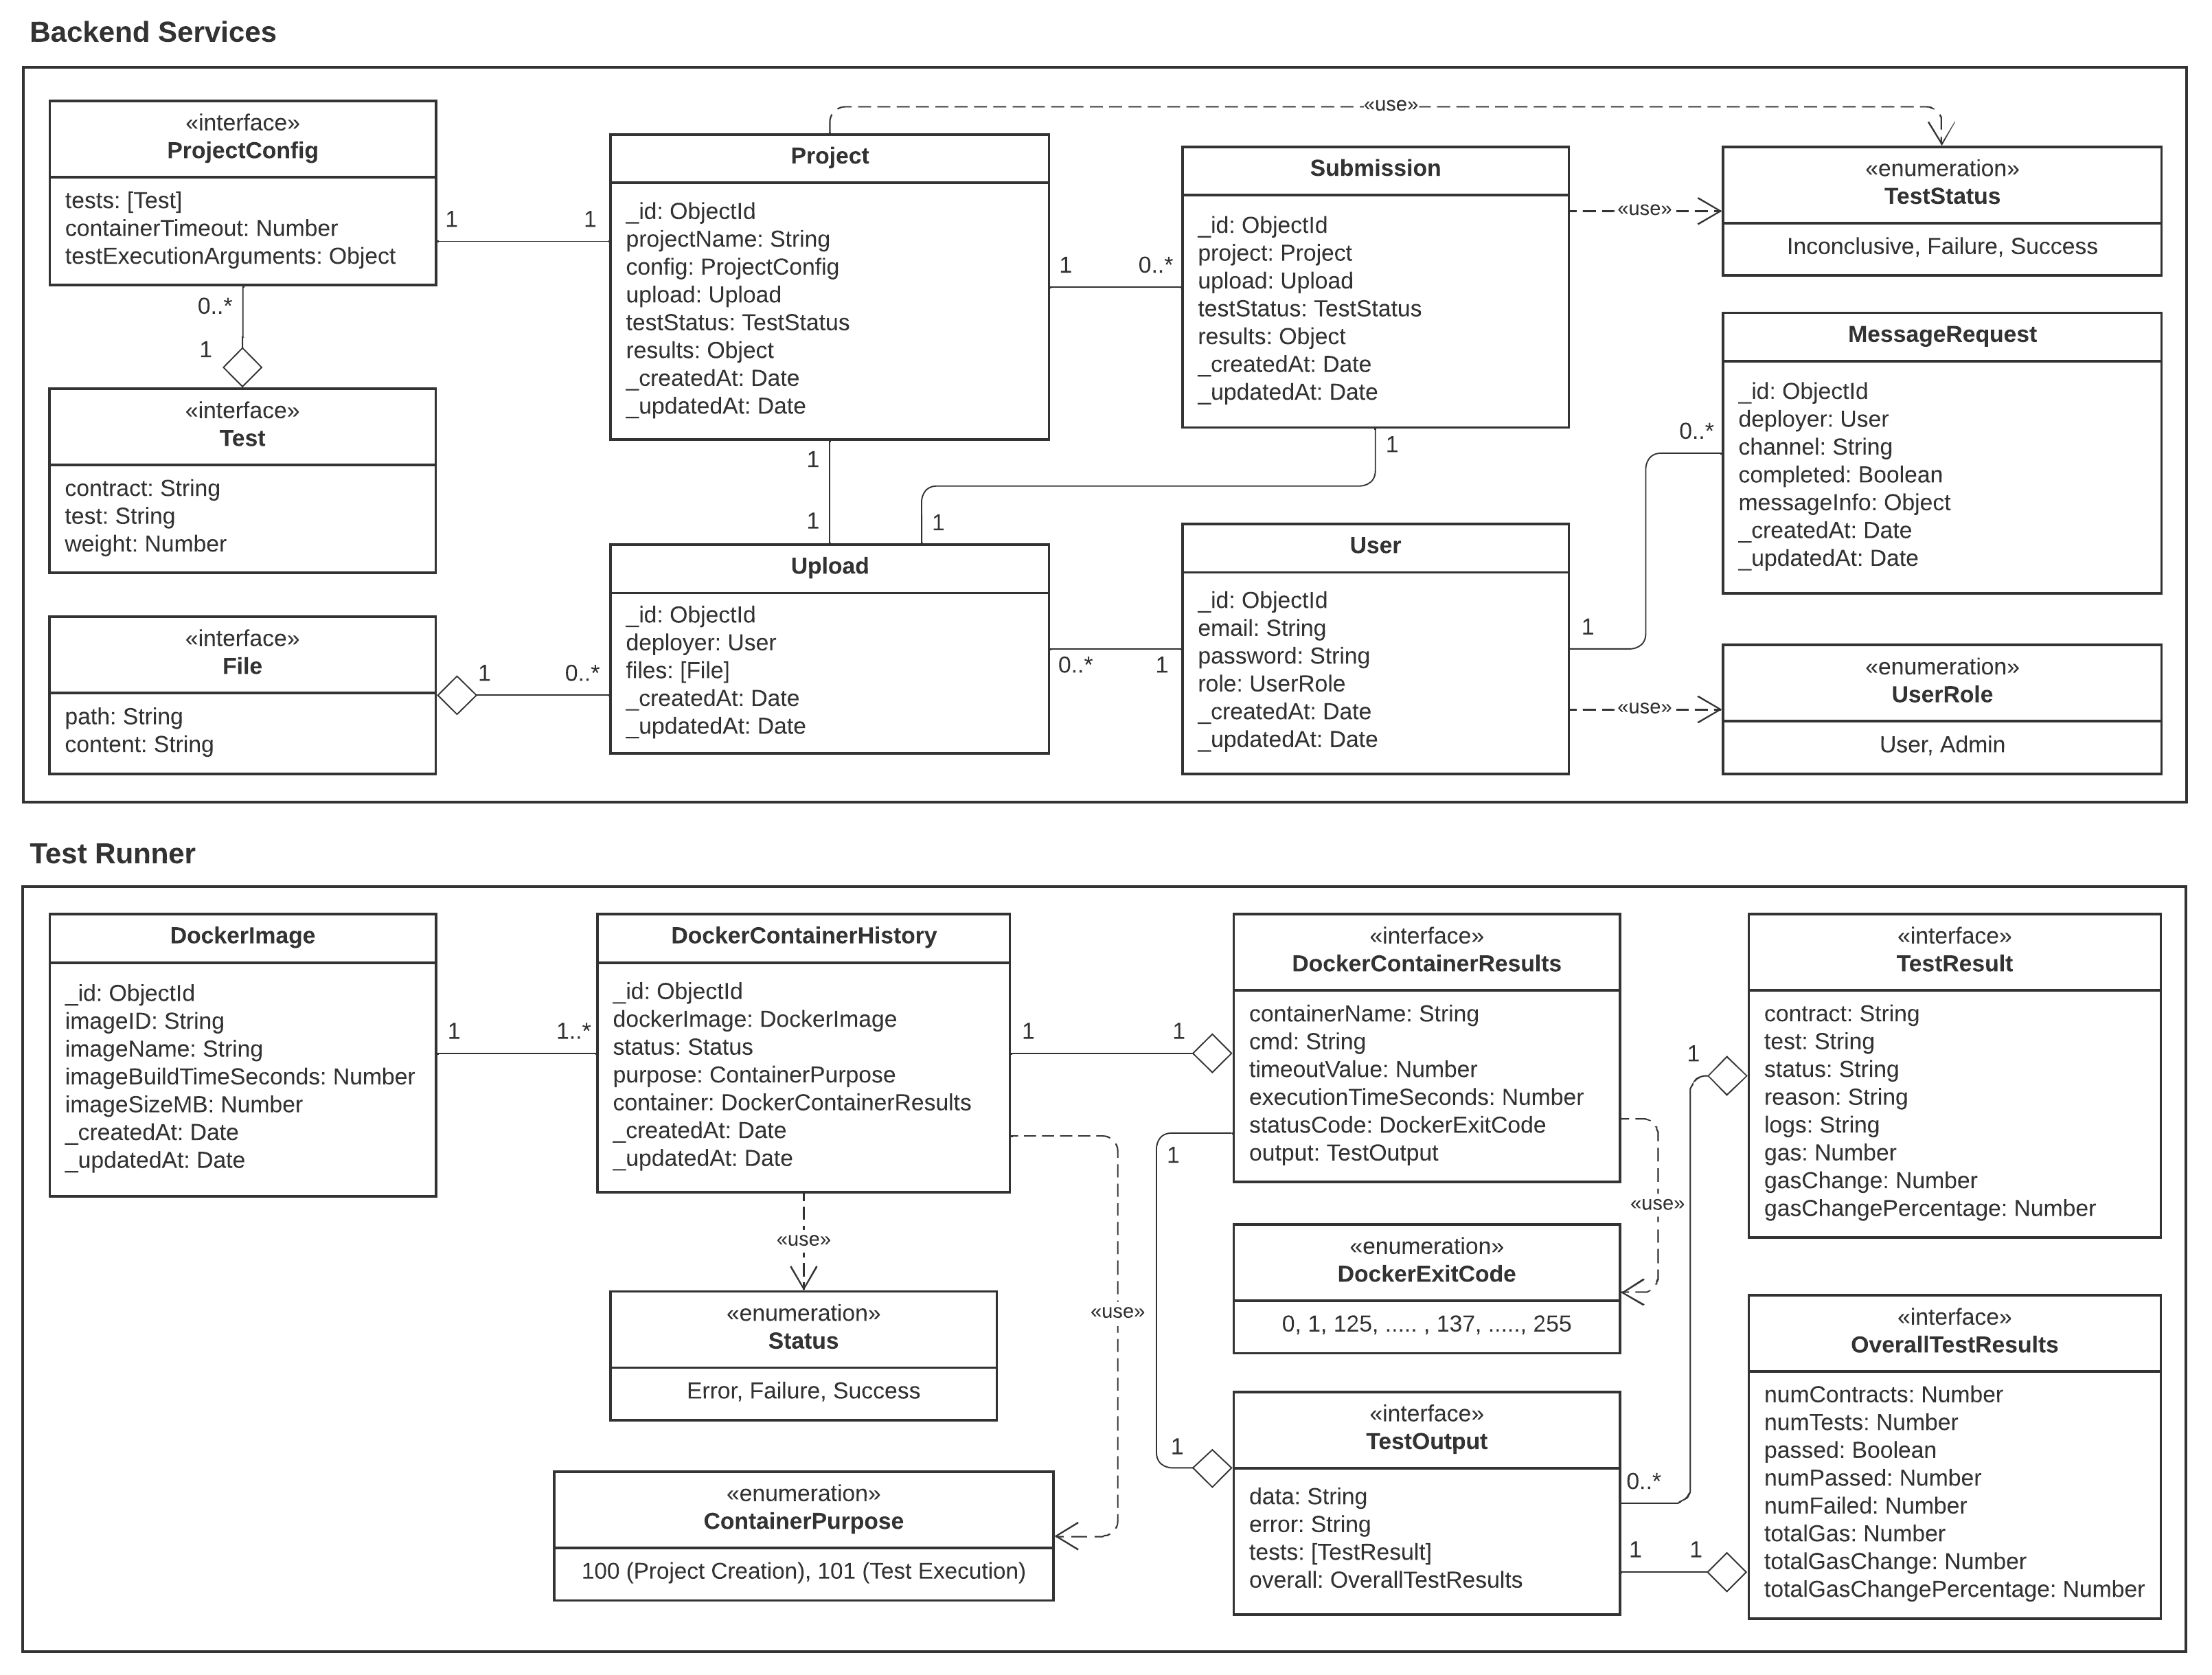 Backend Services
«interface»
ProjectConfig
tests: [Test]
containerTimeout: Number
testExecutionArguments: Object
1
1
0..*
1
«interface»
Test
contract: String
test: String
weight: Number
«interface»
File
path: String
content: String
1
0..*
Project
_id: ObjectId
projectName: String
config: ProjectConfig
upload: Upload
testStatus: TestStatus
results: Object
_createdAt: Date
_updatedAt: Date
1
1
1
Upload
_id: ObjectId
deployer: User
files: [File]
_createdAt: Date
_updatedAt: Date
«use»
1
0..*
Submission
_id: ObjectId
project: Project
upload: Upload
testStatus: TestStatus
results: Object
_createdAt: Date
_updatedAt: Date
1
0..*
1
User
_id: ObjectId
email: String
password: String
role: UserRole
_createdAt: Date
_updatedAt: Date
«use»
«enumeration»
TestStatus
Inconclusive, Failure, Success
MessageRequest
_id: ObjectId
deployer: User
channel: String
completed: Boolean
messageInfo: Object
_createdAt: Date
_updatedAt: Date
0..*
1
«use»
«enumeration»
UserRole
User, Admin
Test Runner
DockerImage
_id: ObjectId
imageID: String
imageName: String
imageBuildTimeSeconds: Number
imageSizeMB: Number
_createdAt: Date
_updatedAt: Date
1
1..*
DockerContainerHistory
_id: ObjectId
dockerImage: DockerImage
status: Status
purpose: ContainerPurpose
container: DockerContainerResults
_createdAt: Date
_updatedAt: Date
«use»
«enumeration»
Status
Error, Failure, Success
«use»
«enumeration»
ContainerPurpose
100 (Project Creation), 101 (Test Execution)
1
1
«interface»
DockerContainerResults
containerName: String
cmd: String
timeoutValue: Number
executionTimeSeconds: Number
statusCode: DockerExitCode
output: TestOutput
1
«use»
«enumeration»
DockerExitCode
0, 1, 125, ..... , 137, ....., 255
1
«interface»
TestOutput
data: String
error: String
tests: [TestResult]
overall: OverallTestResults
0..*
1
1
1
«interface»
TestResult
contract: String
test: String
status: String
reason: String
logs: String
gas: Number
gasChange: Number
gasChangePercentage: Number
«interface»
OverallTestResults
numContracts: Number
numTests: Number
passed: Boolean
numPassed: Number
numFailed: Number
totalGas: Number
totalGasChange: Number
totalGasChangePercentage: Number